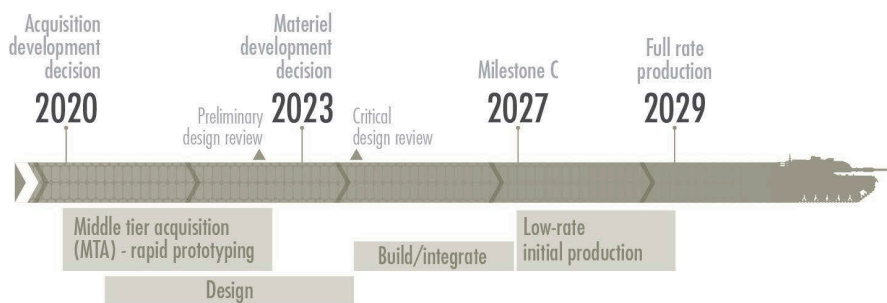 Acquisition
development
decision
2020
Preliminary
design review
Materiel
development
decision
2023
Critical
design review
Milestone C
2027
Full rate
production
2029
Middle tier acquisition
(MTA) - rapid prototyping
Design
Build/integrate
Low-rate
initial production